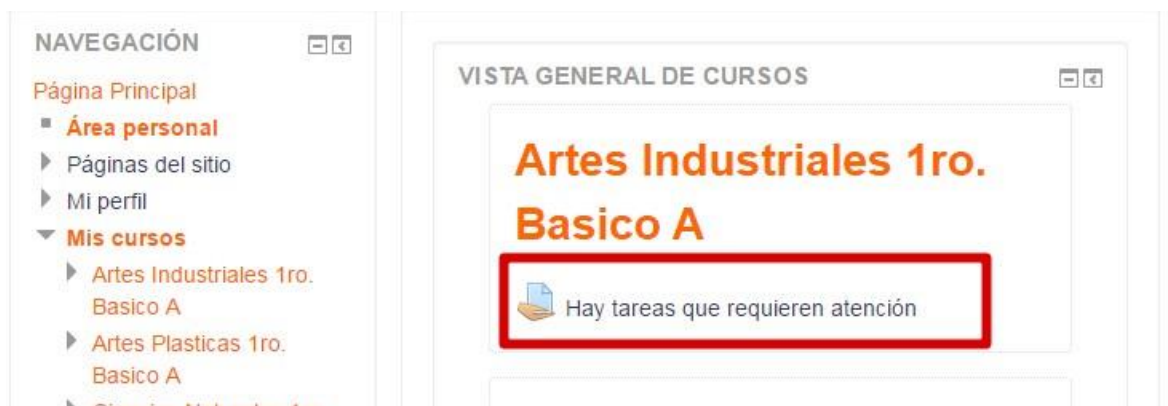 NAVEGACIÓN
Página Principal
Área personal
Páginas del sitio
Mi perfil
Mis cursos
Artes Industriales 1ro.
Basico A
Artes Plasticas 1ro.
Basico A
VISTA GENERAL DE CURSOS
Artes Industriales 1ro.
Basico A
Hay tareas que requieren atención